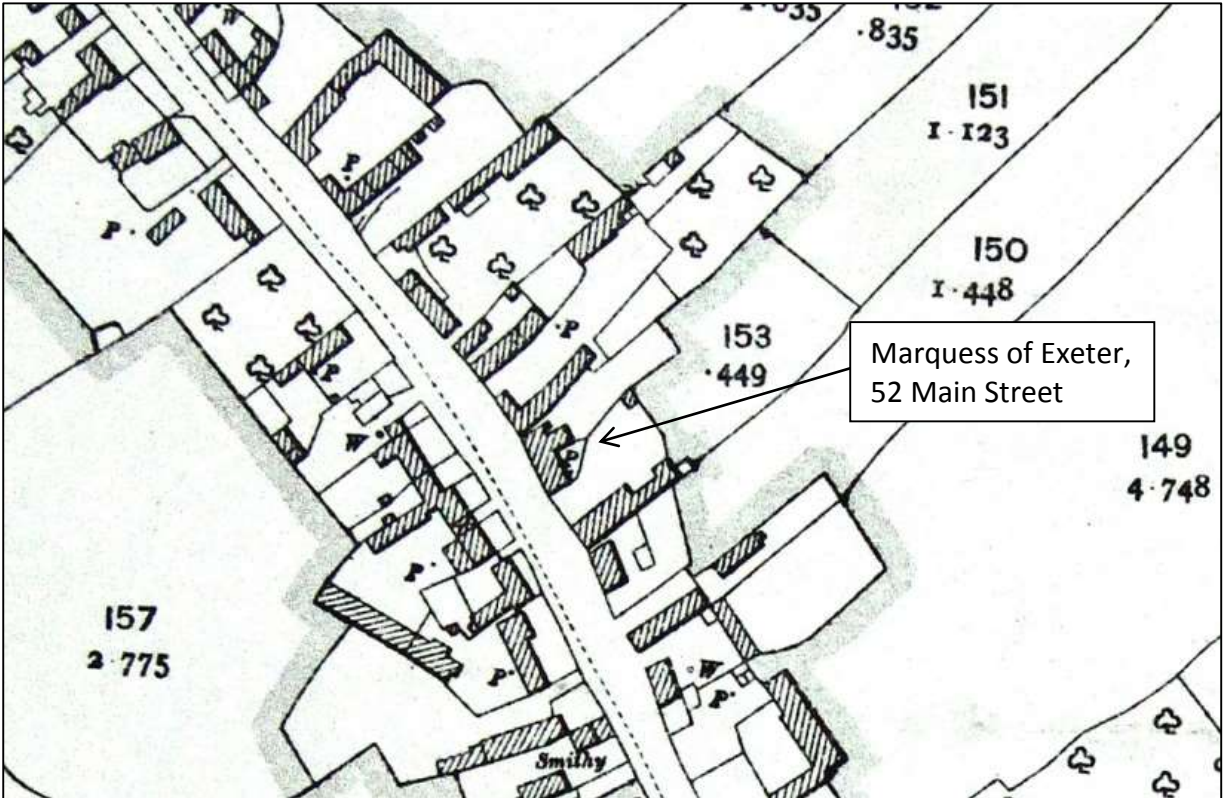 W
.835
151
1·123
P
P
150
1·448
153
·449
P
Marquess of Exeter,
52 Main Street
P
W
149
4·748
P
157
2·775
W
P
P
Smithy